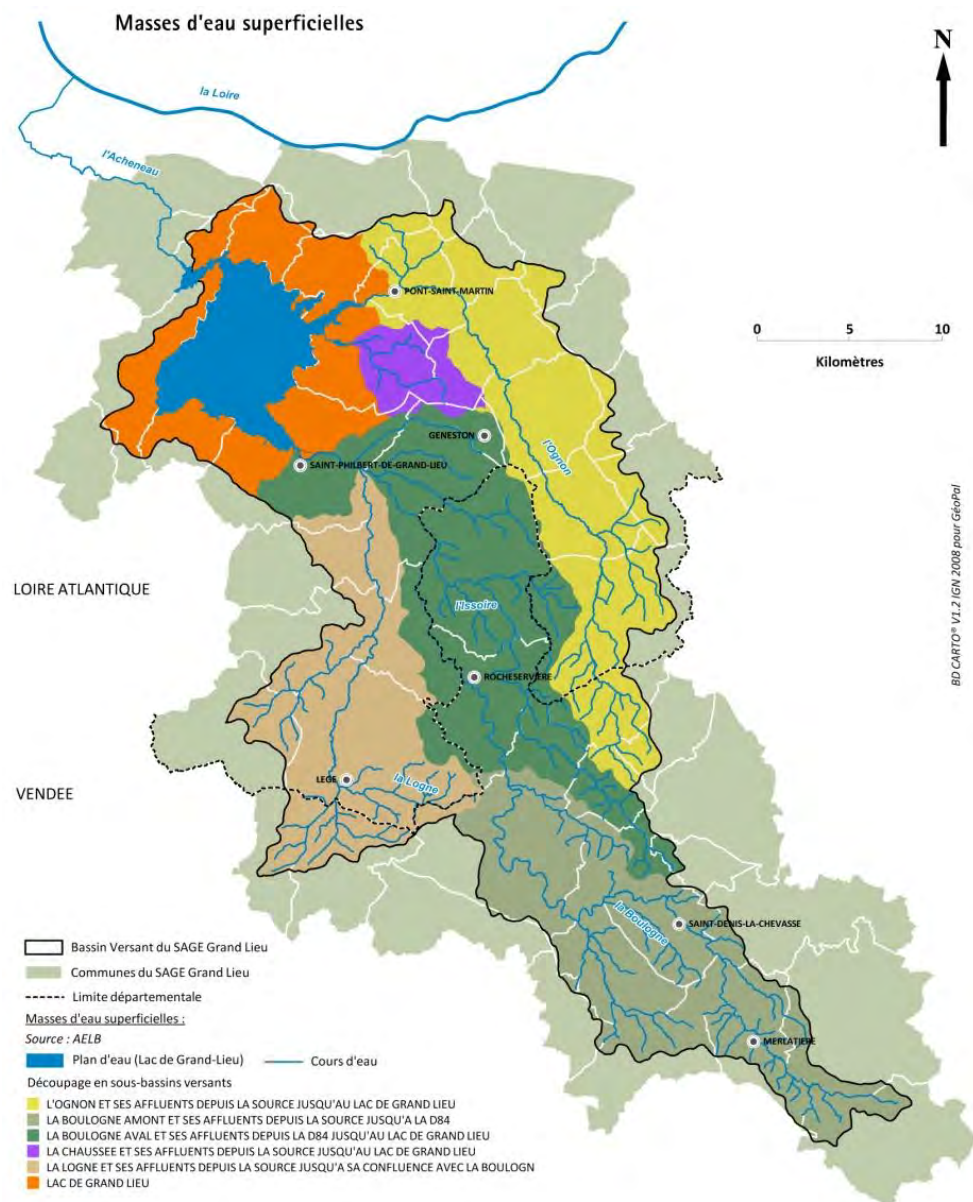 Masses d'eau superficielles
N
la Loire
l'Acheneau
PONT-SAINT-MARTIN
0 5 10
Kilomètres
GENESTON
l'Ognon
SAINT-PHILBERT-DE-GRAND-LIEU
BD CARTO® V1.2 IGN 2008 pour GéoPal
LOIRE ATLANTIQUE
l'Issoire
ROCHESERVIERE
LEGE
la Logne
VENDEE
SAINT-DENIS-LA-CHEVASSE
la Boulogne
MERLATIERE
Bassin Versant du SAGE Grand Lieu
Communes du SAGE Grand Lieu
Limite départementale
Masses d'eau superficielles :
Source : AELB
Plan d'eau (Lac de Grand-Lieu) Cours d'eau
Découpage en sous-bassins versants
L'OGNON ET SES AFFLUENTS DEPUIS LA SOURCE JUSQU'AU LAC DE GRAND LIEU
LA BOULOGNE AMONT ET SES AFFLUENTS DEPUIS LA SOURCE JUSQU'A LA D84
LA BOULOGNE AVAL ET SES AFFLUENTS DEPUIS LA D84 JUSQU'AU LAC DE GRAND LIEU
LA CHAUSSEE ET SES AFFLUENTS DEPUIS LA SOURCE JUSQU'AU LAC DE GRAND LIEU
LA LOGNE ET SES AFFLUENTS DEPUIS LA SOURCE JUSQU'A SA CONFLUENCE AVEC LA BOULOGN
LAC DE GRAND LIEU